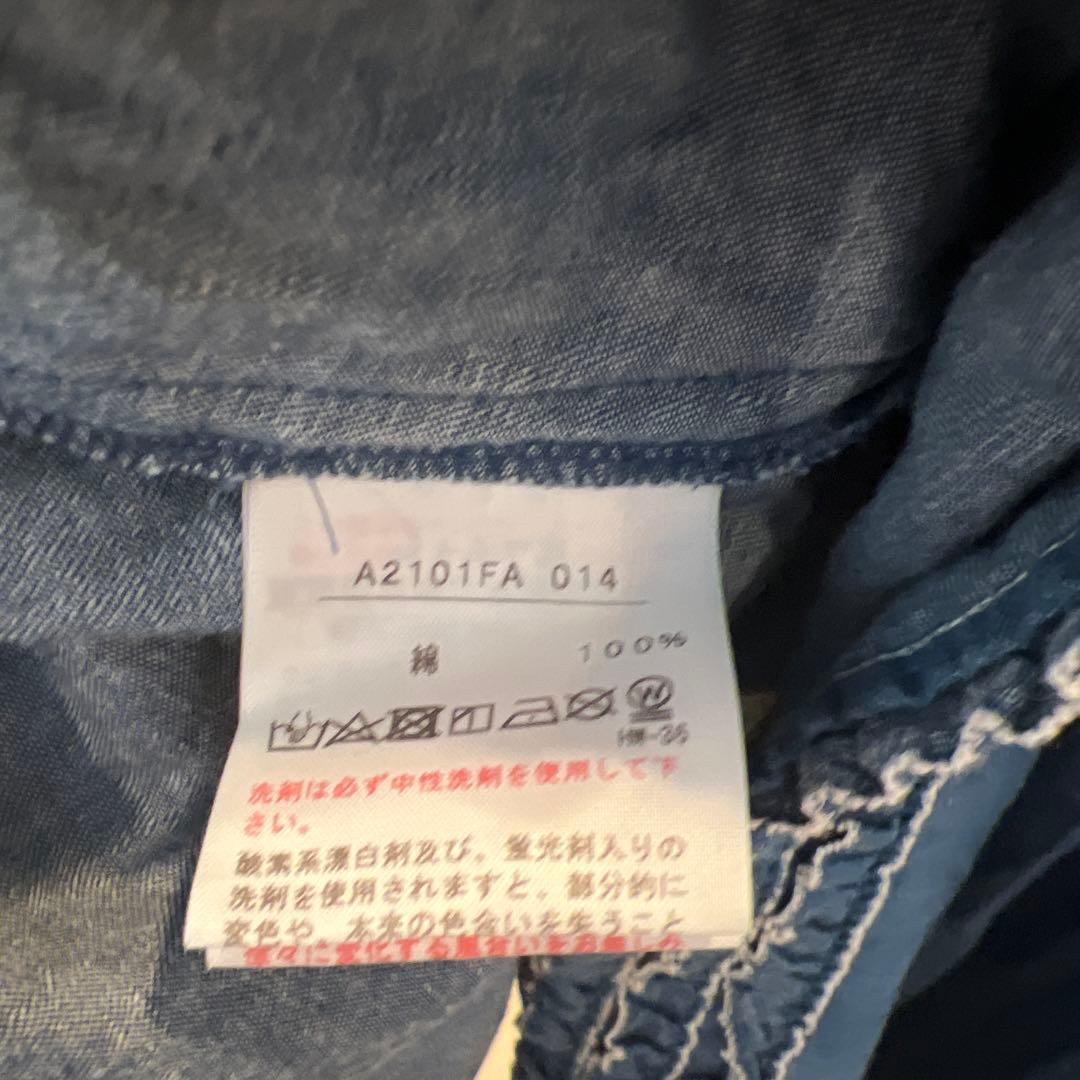 A2101FA 014
綿 100%
W
HW-35
洗剤は必ず中性洗剤を使用して下
さい。
酸素系漂白剤及び、蛍光剤入りの
洗剤を使用されますと、部分的に
変色や 本来の色合いを失うこと